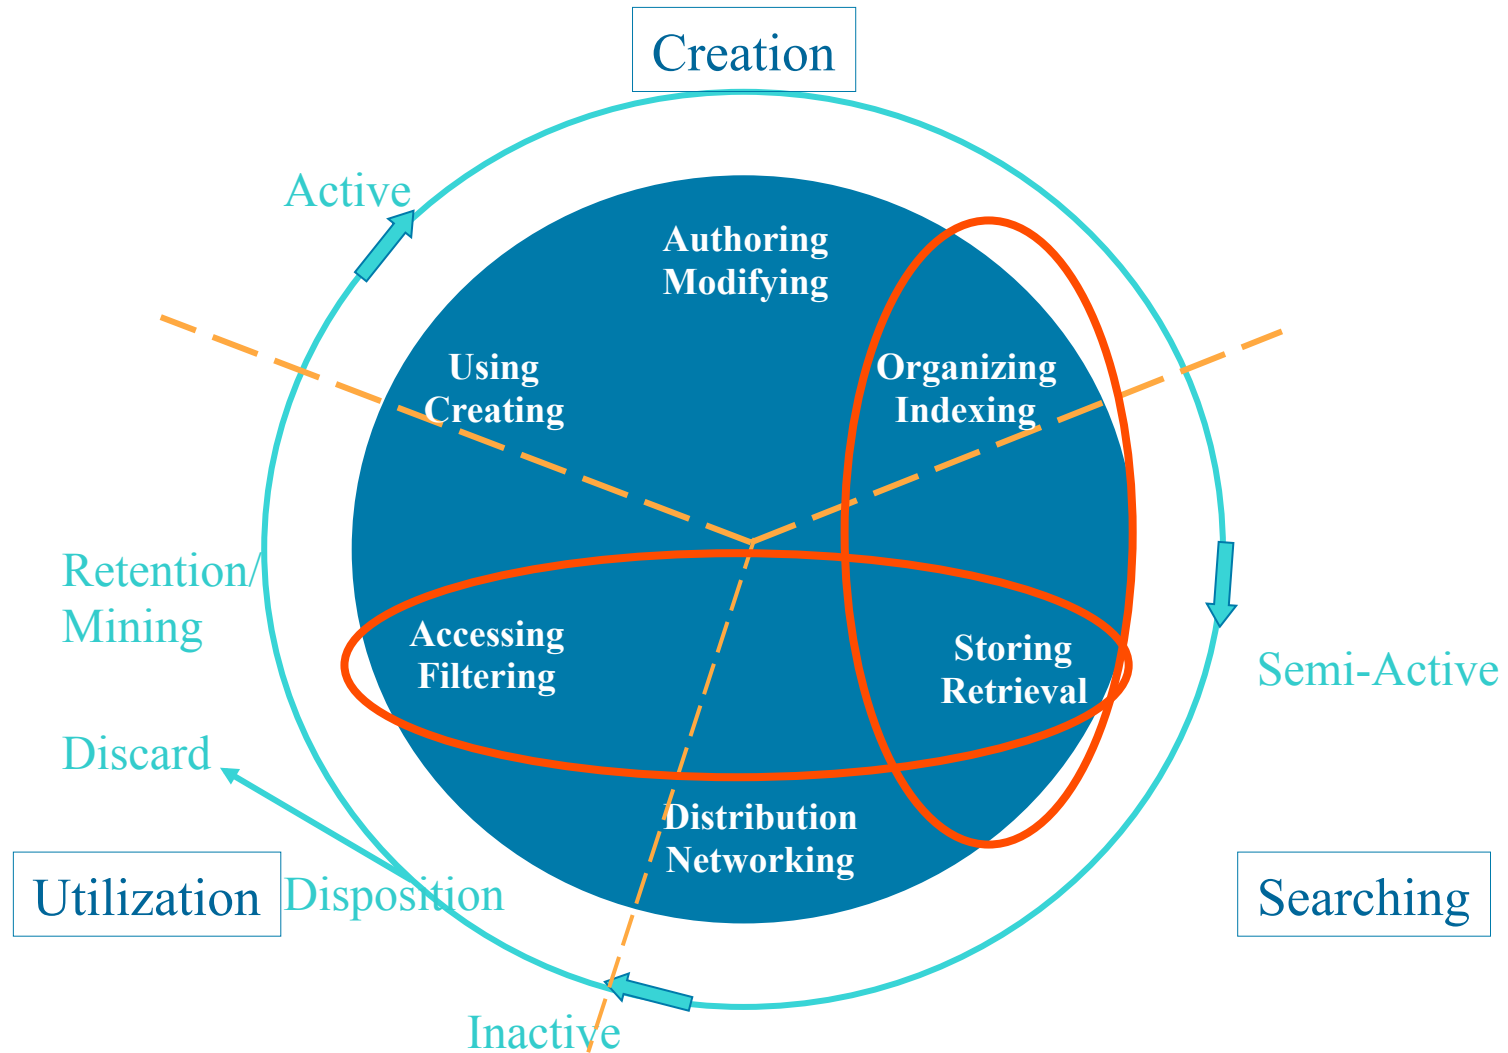 Creation
Active
Authoring
Modifying
Using
Creating
Organizing
Indexing
Retention/
Mining
Accessing
Filtering
Storing
Retrieval
Semi-Active
Discard
Distribution
Networking
Utilization
Disposition
Searching
Inactive